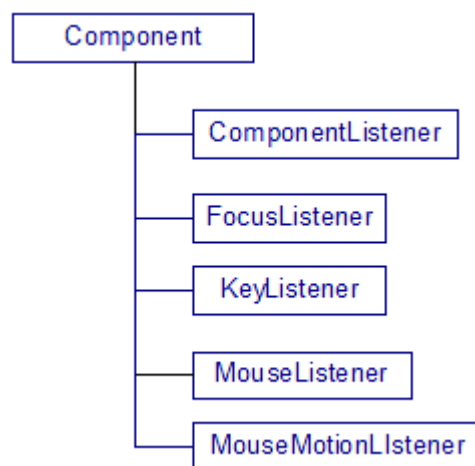 Component
ComponentListener
FocusListener
KeyListener
MouseListener
MouseMotionLIstener